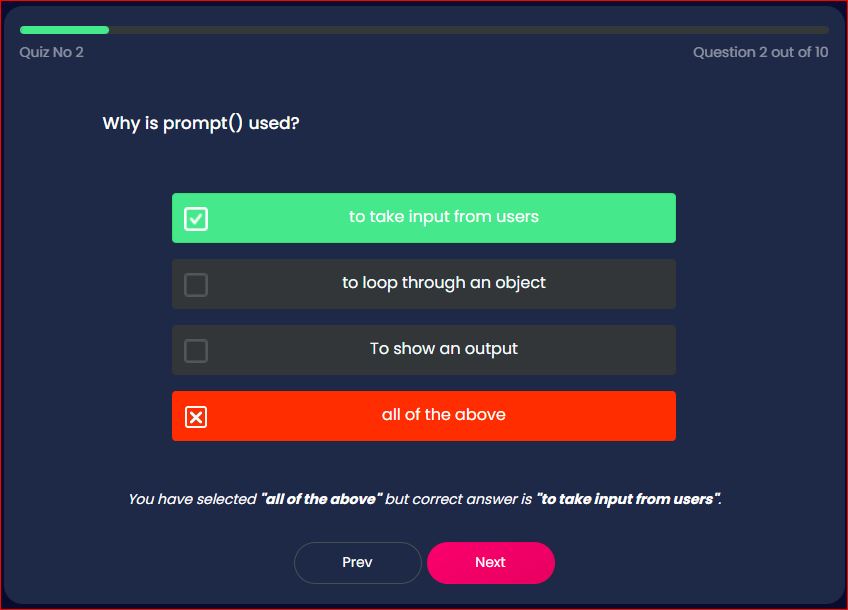 Quiz No 2
Question 2 out of 10
Why is prompt() used?
to take input from users
to loop through an object
To show an output
all of the above
You have selected "all of the above" but correct answer is "to take input from users".
Prev
Next